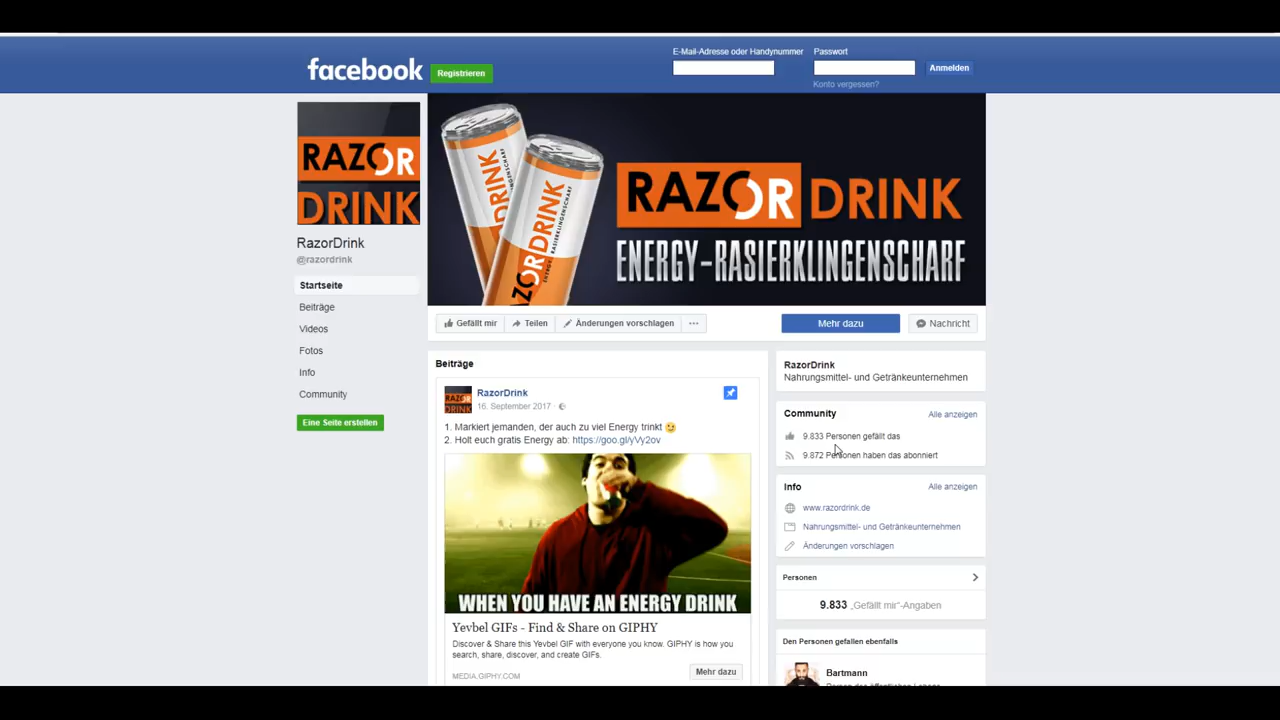 facebook
Registrieren
E-Mail-Adresse oder Handynummer
Passwort
Anmelden
Konto vergessen?
RAZOR
DRINK
RAZOR DRINK
ENERGY-RASIERKLINGENSCHARF
RAZORDRINK
ENERGY-RASIERKLINGENSCHARF
RazorDrink
@razordrink
Startseite
Beiträge
Videos
Fotos
Info
Community
Eine Seite erstellen
Gefällt mir
Teilen
Änderungen vorschlagen
Mehr dazu
Nachricht
Beiträge
RazorDrink
16. September 2017 ·
1. Markiert jemanden, der auch zu viel Energy trinkt
2. Holt euch gratis Energy ab: https://goo.gl/yVy2ov
WHEN YOU HAVE AN ENERGY DRINK
Yevbel GIFs - Find & Share on GIPHY
Discover & Share this Yevbel GIF with everyone you know. GIPHY is how you
search, share, discover, and create GIFs.
MEDIA.GIPHY.COM
Mehr dazu
RazorDrink
Nahrungsmittel- und Getränkeunternehmen
Community
Alle anzeigen
9.833 Personen gefällt das
9.872 Personen haben das abonniert
Info
Alle anzeigen
www.razordrink.de
Nahrungsmittel- und Getränkeunternehmen
Änderungen vorschlagen
Personen
9.833 „Gefällt mir“-Angaben
Den Personen gefallen ebenfalls
Bartmann